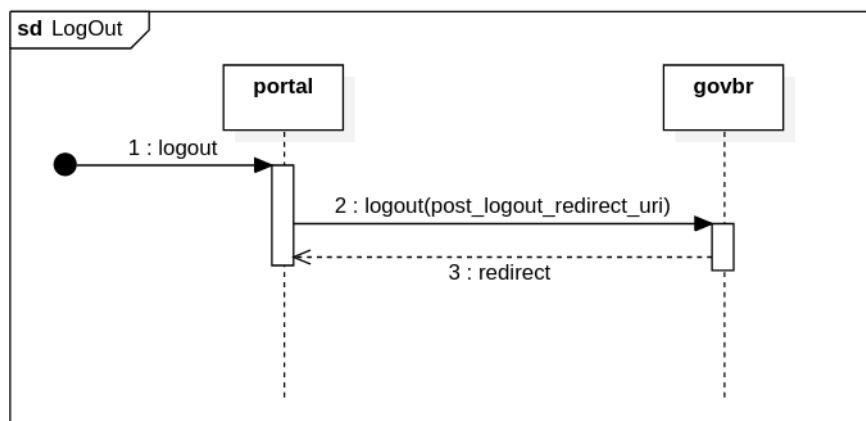 sd LogOut
portal
govbr
1 : logout
2 : logout(post_logout_redirect_uri)
3 : redirect